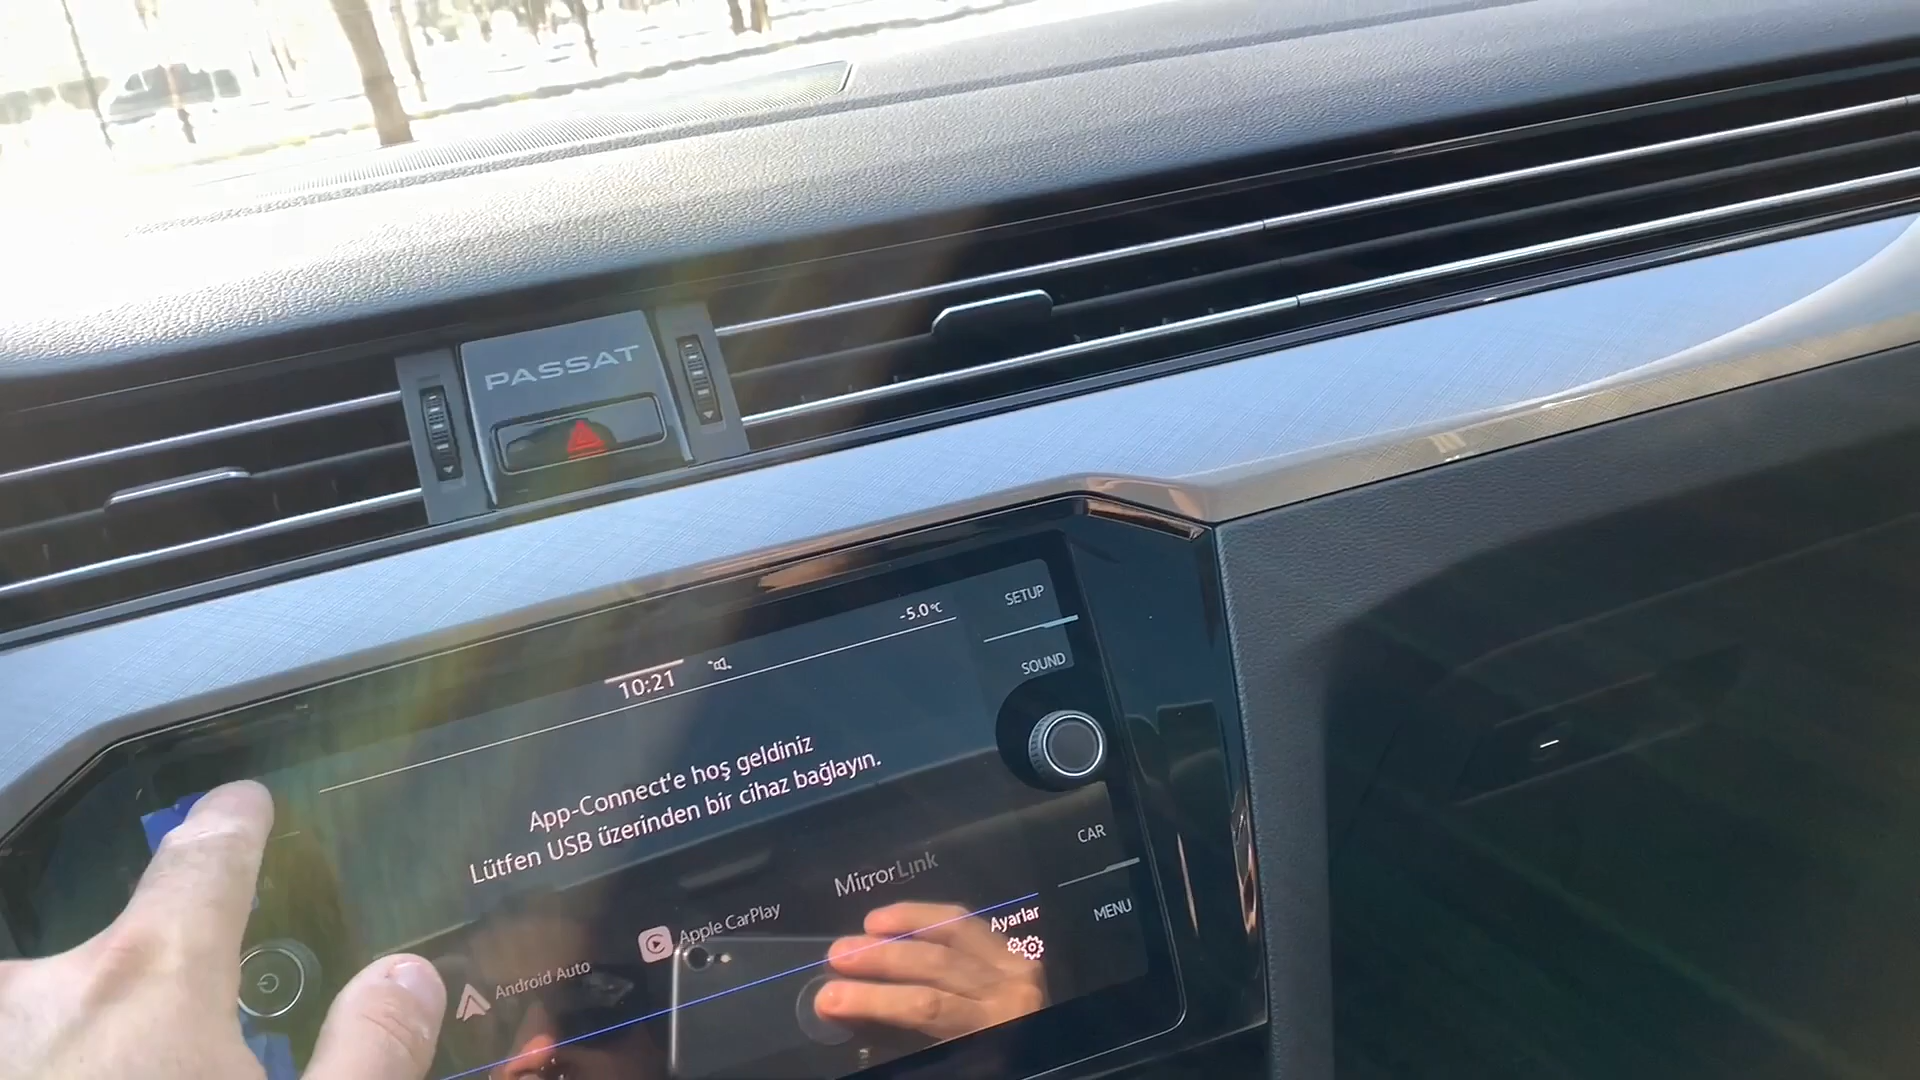 PASSAT
-5.0°C
SETUP
10:21
SOUND
App-Connect'e hoş geldiniz
Lütfen USB üzerinden bir cihaz bağlayın.
CAR
MirrorLink
Apple CarPlay
Ayarlar
MENU
Android Auto